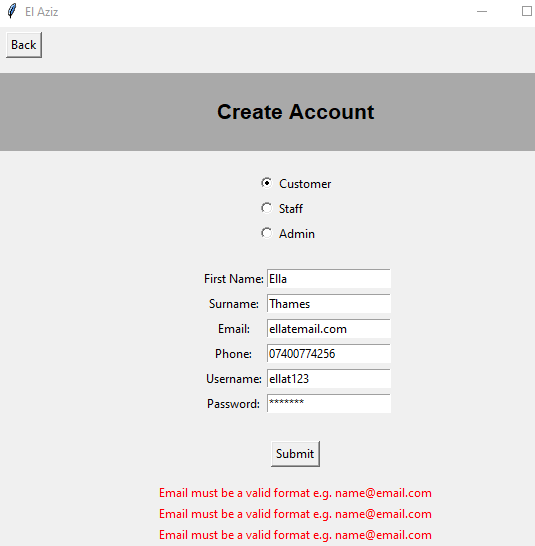 El Aziz
Back
Create Account
Customer
Staff
Admin
First Name: Ella
Surname: Thames
Email: ellatemail.com
Phone: 07400774256
Username: ellat123
Password: *******
Submit
Email must be a valid format e.g. name@email.com
Email must be a valid format e.g. name@email.com
Email must be a valid format e.g. name@email.com